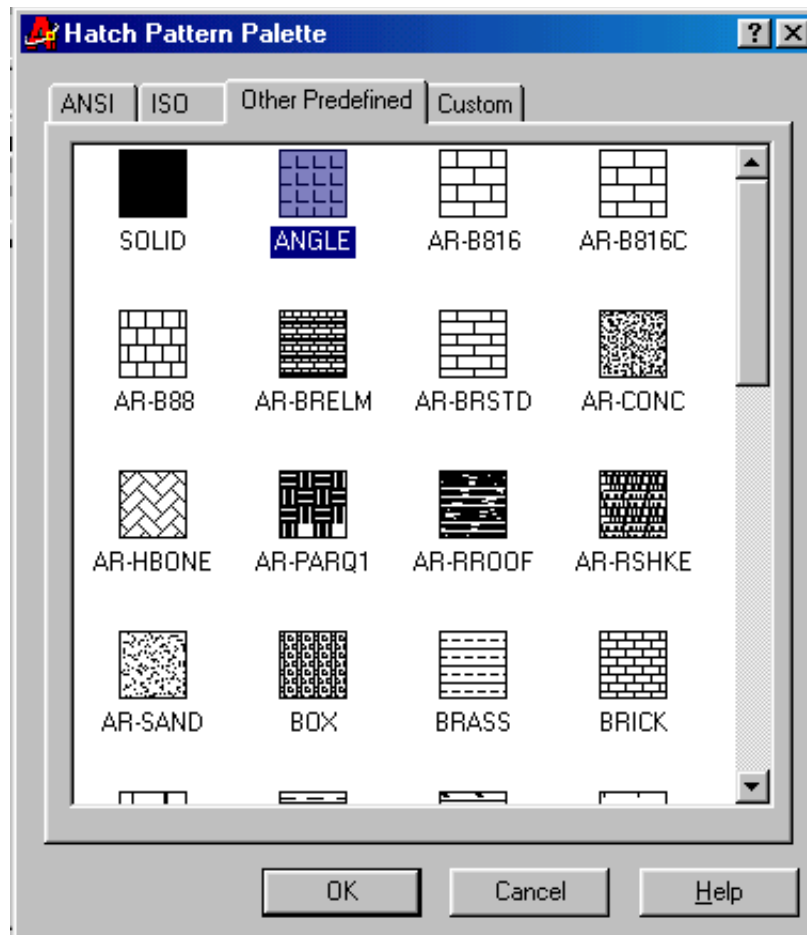 Hatch Pattern Palette
ANSI ISO Other Predefined Custom
SOLID ANGLE AR-B816 AR-B816C
AR-B88 AR-BRELM AR-BRSTD AR-CONC
AR-HBONE AR-PARQ1 AR-RROOF AR-RSHKE
AR-SAND BOX BRASS BRICK
OK Cancel Help